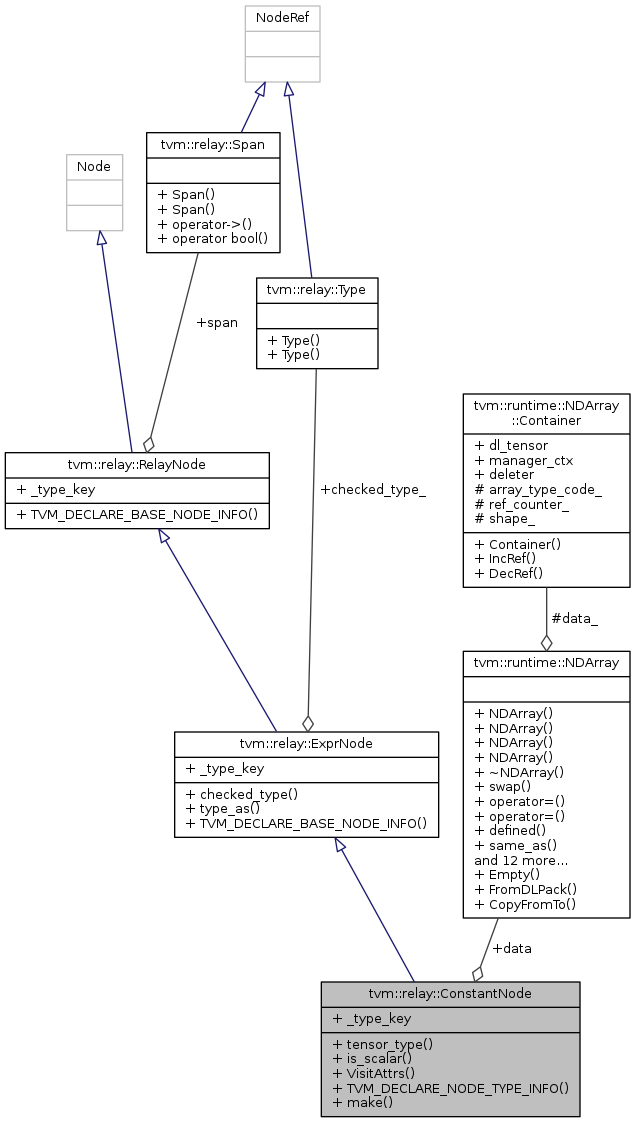 NodeRef
tvm::relay::Span
+ Span()
+ Span()
+ operator->()
+ operator bool()
Node
tvm::relay::Type
+ Type()
+ Type()
+span
tvm::runtime::NDArray
::Container
+ dl_tensor
+ manager_ctx
+ deleter
# array_type_code_
# ref_counter_
# shape_
+ Container()
+ IncRef()
+ DecRef()
tvm::relay::RelayNode
+ _type_key
+ TVM_DECLARE_BASE_NODE_INFO()
+checked_type_
#data_
tvm::runtime::NDArray
+ NDArray()
+ NDArray()
+ NDArray()
+ NDArray()
+ ~NDArray()
+ swap()
+ operator=()
+ operator=()
+ defined()
+ same_as()
and 12 more...
+ Empty()
+ FromDLPack()
+ CopyFromTo()
tvm::relay::ExprNode
+ _type_key
+ checked_type()
+ type_as()
+ TVM_DECLARE_BASE_NODE_INFO()
+data
tvm::relay::ConstantNode
+ _type_key
+ tensor_type()
+ is_scalar()
+ VisitAttrs()
+ TVM_DECLARE_NODE_TYPE_INFO()
+ make()